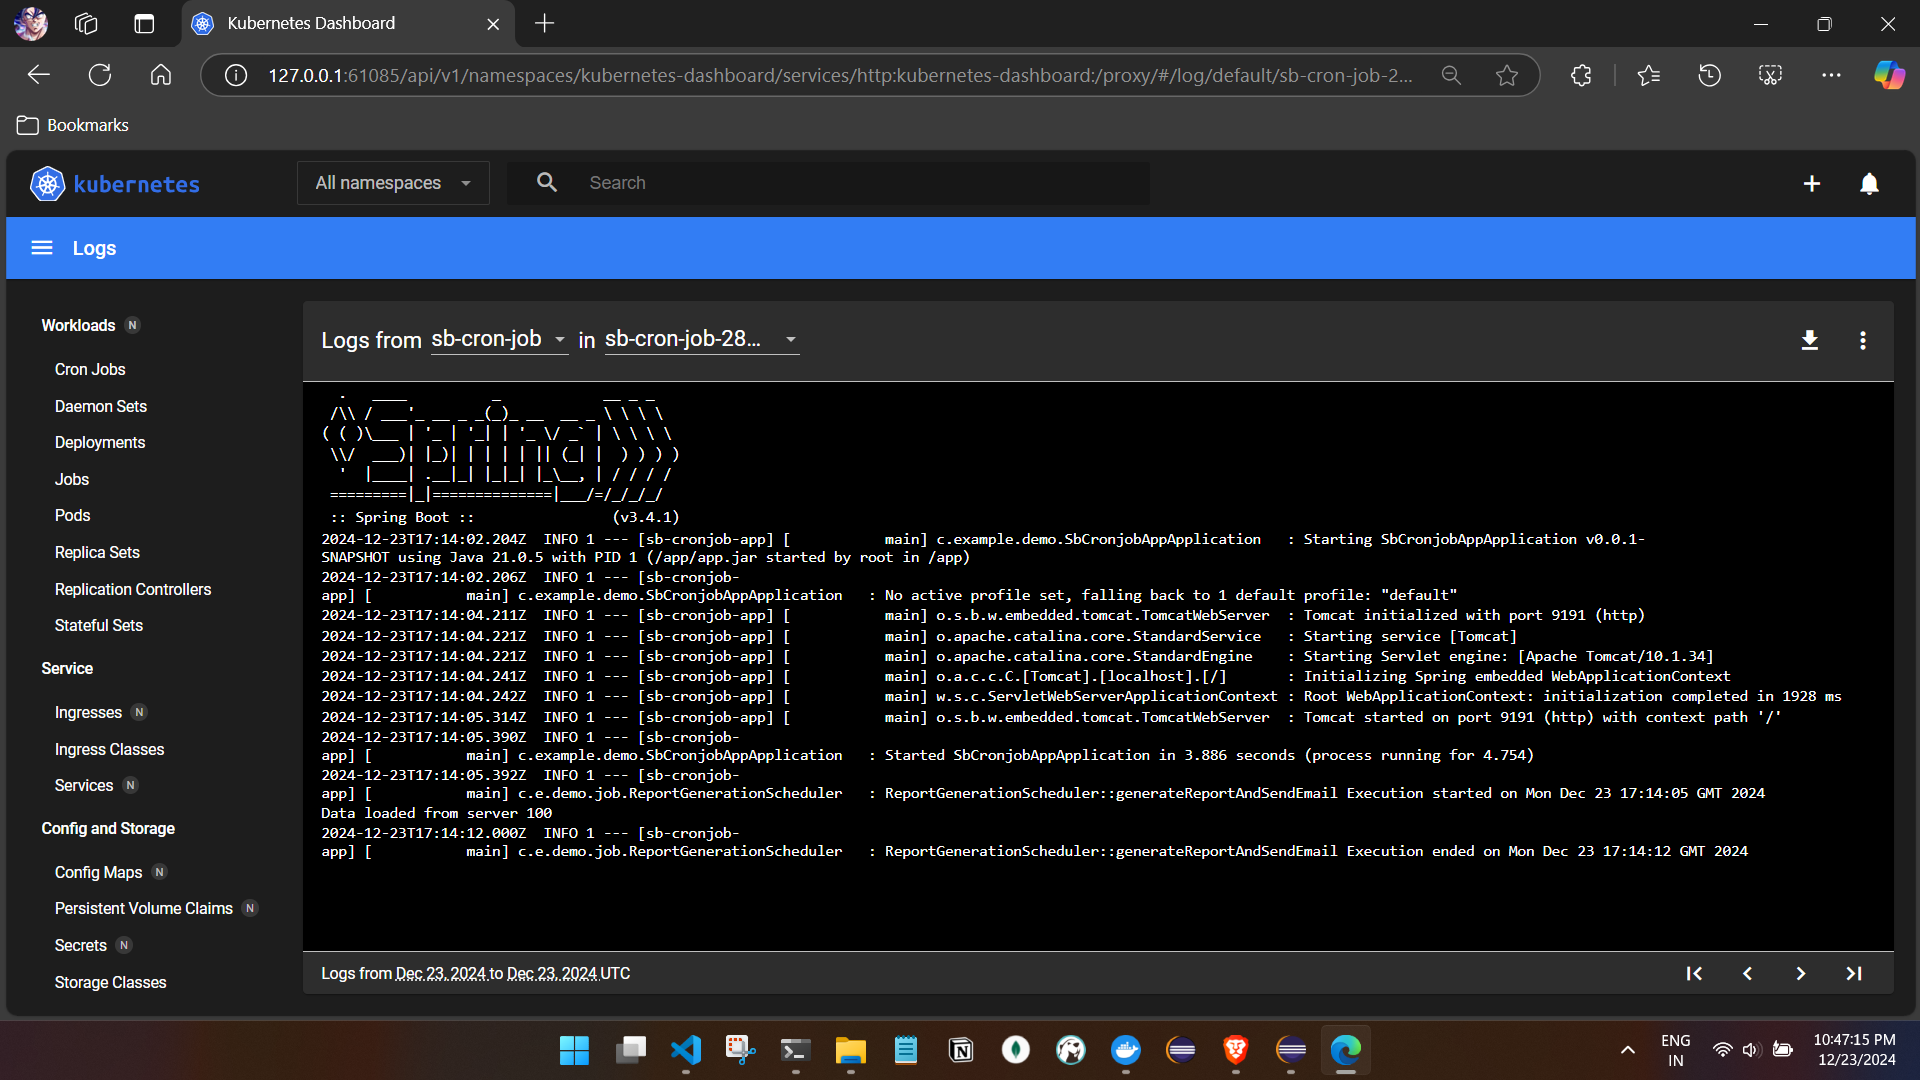 Kubernetes Dashboard
127.0.0.1:61085/api/v1/namespaces/kubernetes-dashboard/services/http:kubernetes-dashboard:/proxy/#/log/default/sb-cron-job-2...
Bookmarks
kubernetes
All namespaces
Search
Logs
Workloads N
Cron Jobs
Daemon Sets
Deployments
Jobs
Pods
Replica Sets
Replication Controllers
Stateful Sets
Service
Ingresses N
Ingress Classes
Services N
Config and Storage
Config Maps N
Persistent Volume Claims N
Secrets N
Storage Classes
Logs from sb-cron-job in sb-cron-job-28...
Spring
:: Spring Boot :: (v3.4.1)
2024-12-23T17:14:02.204Z  INFO 1 --- [sb-cronjob-app] [           main] c.example.demo.SbCronjobAppApplication   : Starting SbCronjobAppApplication v0.0.1-
SNAPSHOT using Java 21.0.5 with PID 1 (/app/app.jar started by root in /app)
2024-12-23T17:14:02.206Z  INFO 1 --- [sb-cronjob-
app] [           main] c.example.demo.SbCronjobAppApplication   : No active profile set, falling back to 1 default profile: "default"
2024-12-23T17:14:04.211Z  INFO 1 --- [sb-cronjob-app] [           main] o.s.b.w.embedded.tomcat.TomcatWebServer  : Tomcat initialized with port 9191 (http)
2024-12-23T17:14:04.221Z  INFO 1 --- [sb-cronjob-app] [           main] o.apache.catalina.core.StandardService   : Starting service [Tomcat]
2024-12-23T17:14:04.221Z  INFO 1 --- [sb-cronjob-app] [           main] o.apache.catalina.core.StandardEngine    : Starting Servlet engine: [Apache Tomcat/10.1.34]
2024-12-23T17:14:04.241Z  INFO 1 --- [sb-cronjob-app] [           main] o.a.c.c.C.[Tomcat].[localhost].[/]       : Initializing Spring embedded WebApplicationContext
2024-12-23T17:14:04.242Z  INFO 1 --- [sb-cronjob-app] [           main] w.s.c.ServletWebServerApplicationContext : Root WebApplicationContext: initialization completed in 1928 ms
2024-12-23T17:14:05.314Z  INFO 1 --- [sb-cronjob-app] [           main] o.s.b.w.embedded.tomcat.TomcatWebServer  : Tomcat started on port 9191 (http) with context path '/'
2024-12-23T17:14:05.390Z  INFO 1 --- [sb-cronjob-
app] [           main] c.example.demo.SbCronjobAppApplication   : Started SbCronjobAppApplication in 3.886 seconds (process running for 4.754)
2024-12-23T17:14:05.392Z  INFO 1 --- [sb-cronjob-
app] [           main] c.e.demo.job.ReportGenerationScheduler   : ReportGenerationScheduler::generateReportAndSendEmail Execution started on Mon Dec 23 17:14:05 GMT 2024
Data loaded from server 100
2024-12-23T17:14:12.000Z  INFO 1 --- [sb-cronjob-
app] [           main] c.e.demo.job.ReportGenerationScheduler   : ReportGenerationScheduler::generateReportAndSendEmail Execution ended on Mon Dec 23 17:14:12 GMT 2024
Logs from Dec 23, 2024 to Dec 23, 2024 UTC
ENG
IN
10:47:15 PM
12/23/2024